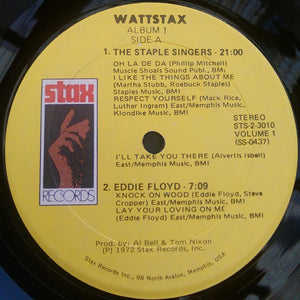 WATTSTAX
ALBUM 1
SIDE A
1. THE STAPLE SINGERS - 21:00
OH LA DE DA (Phillip Mitchell)
Muscle Shoals Sound Publ., BMI
I LIKE THE THINGS ABOUT ME
(Martha Stubb, Roebuck Staples)
Staples Music, BMI
RESPECT YOURSELF (Mack Rice,
Luther Ingram) East/Memphis Music,
Klondike Music, BMI
stax
RECORDS
STEREO
STS-2-3010
VOLUME 1
(SS-0437)
I'LL TAKE YOU THERE (Alvertis Isbell)
East/Memphis Music, BMI
2. EDDIE FLOYD - 7:09
KNOCK ON WOOD (Eddie Floyd, Steve
Cropper) East/Memphis Music, BMI
LAY YOUR LOVING ON ME
(Eddie Floyd) East/Memphis Music, BMI
Prod. by: Al Bell & Tom Nixon
(P) 1972 Stax Records, Inc.
Stax Records Inc., 98 North Avalon, Memphis, USA